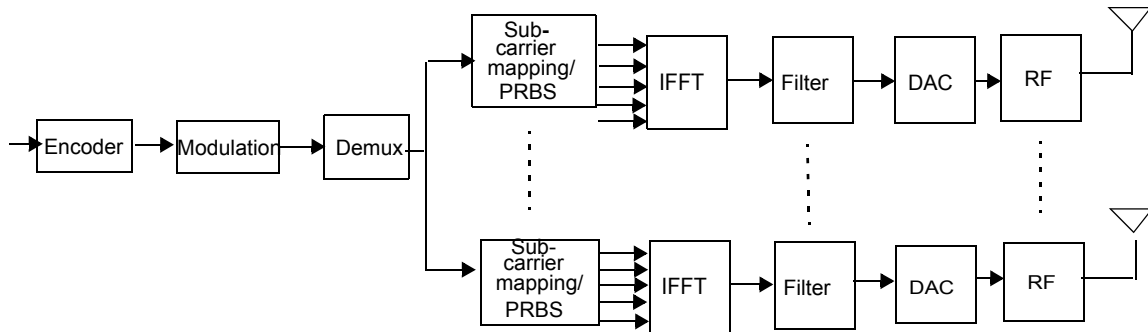 Sub-
carrier
mapping/
PRBS
IFFT
Filter
DAC
RF
Encoder
Modulation
Demux
Sub-
carrier
mapping/
PRBS
IFFT
Filter
DAC
RF